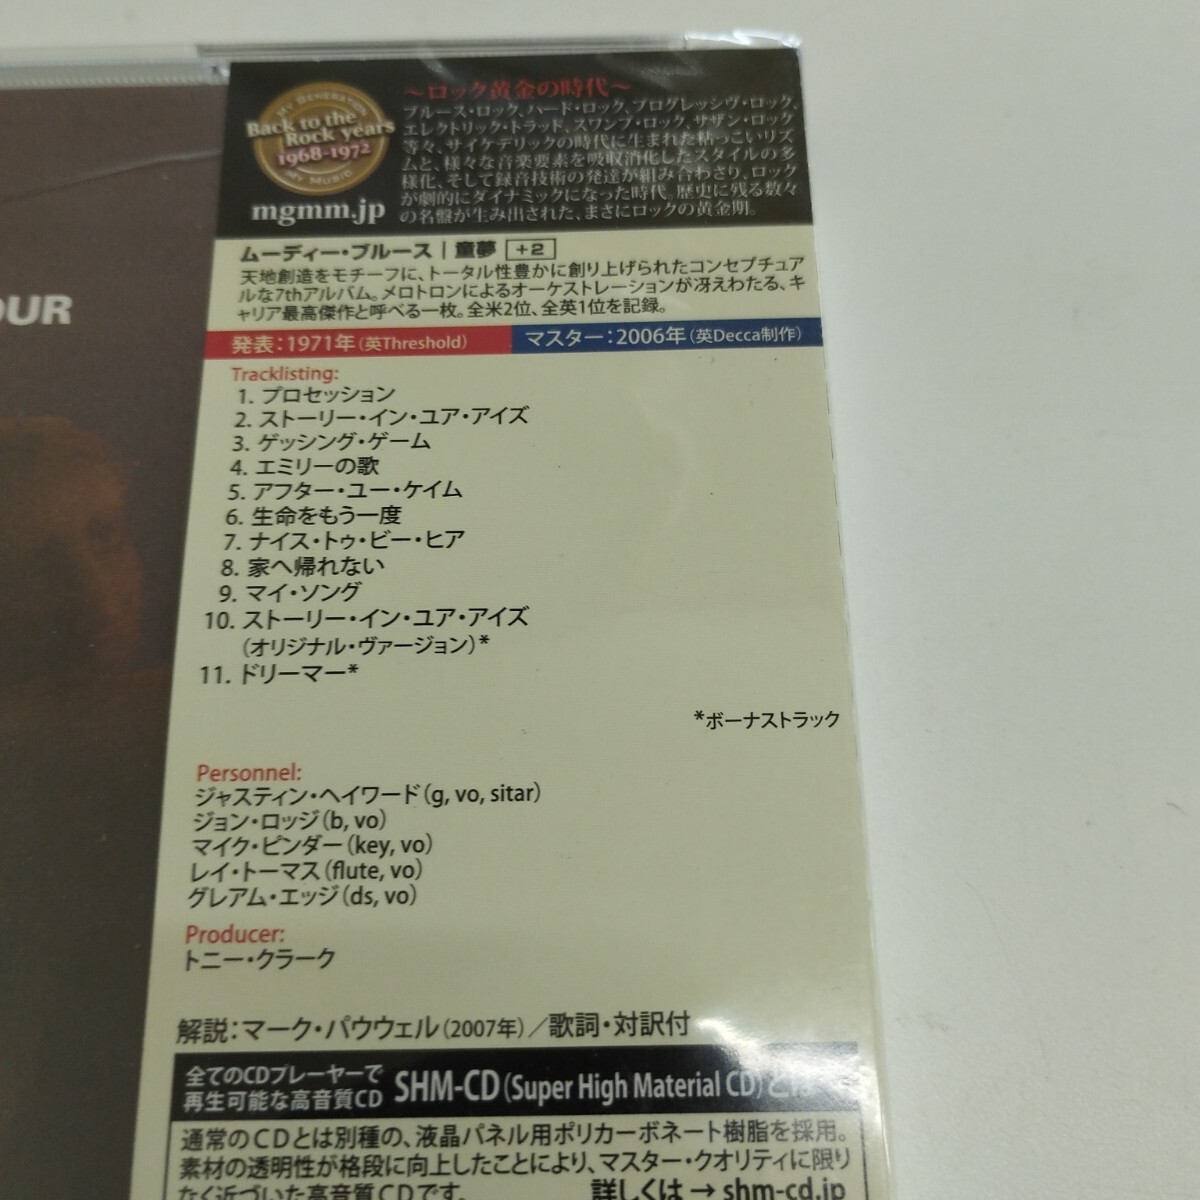 MY GENERATION
Back to the
Rock years
1968-1972
MY MUSIC
mgmm.jp
～ロック黄金の時代～
ブルース・ロック、ハード・ロック、プログレッシヴ・ロック、
エレクトリック・トラッド、スワンプ・ロック、サザン・ロック
等々、サイケデリックの時代に生まれた粘っこいリズ
ムと、様々な音楽要素を吸収消化したスタイルの多
様化、そして録音技術の発達が組み合わさり、ロック
が劇的にダイナミックになった時代。歴史に残る数々
の名盤が生み出された、まさにロックの黄金期。
OUR
ムーディー・ブルース | 童夢 +2
天地創造をモチーフに、トータル性豊かに創り上げられたコンセプチュア
ルな7thアルバム。メロトロンによるオーケストレーションが冴えわたる、キ
ャリア最高傑作と呼べる一枚。全米2位、全英1位を記録。
発表：1971年（英Threshold） マスター：2006年（英Decca制作）
Tracklisting:
1. プロセッション
2. ストーリー・イン・ユア・アイズ
3. ゲッシング・ゲーム
4. エミリーの歌
5. アフター・ユー・ケイム
6. 生命をもう一度
7. ナイス・トゥ・ビー・ヒア
8. 家へ帰れない
9. マイ・ソング
10. ストーリー・イン・ユア・アイズ
（オリジナル・ヴァージョン）*
11. ドリーマー*
*ボーナストラック
Personnel:
ジャスティン・ヘイワード（g, vo, sitar）
ジョン・ロッジ（b, vo）
マイク・ピンダー（key, vo）
レイ・トーマス（flute, vo）
グレアム・エッジ（ds, vo）
Producer:
トニー・クラーク
解説：マーク・パウウェル（2007年）／歌詞・対訳付
全てのCDプレーヤーで
再生可能な高音質CD
SHM-CD（Super High Material CD）とは
通常のCDとは別種の、液晶パネル用ポリカーボネート樹脂を採用。
素材の透明性が格段に向上したことにより、マスター・クオリティに限り
なく近づいた高音質CDです。 詳しくは → shm-cd.jp